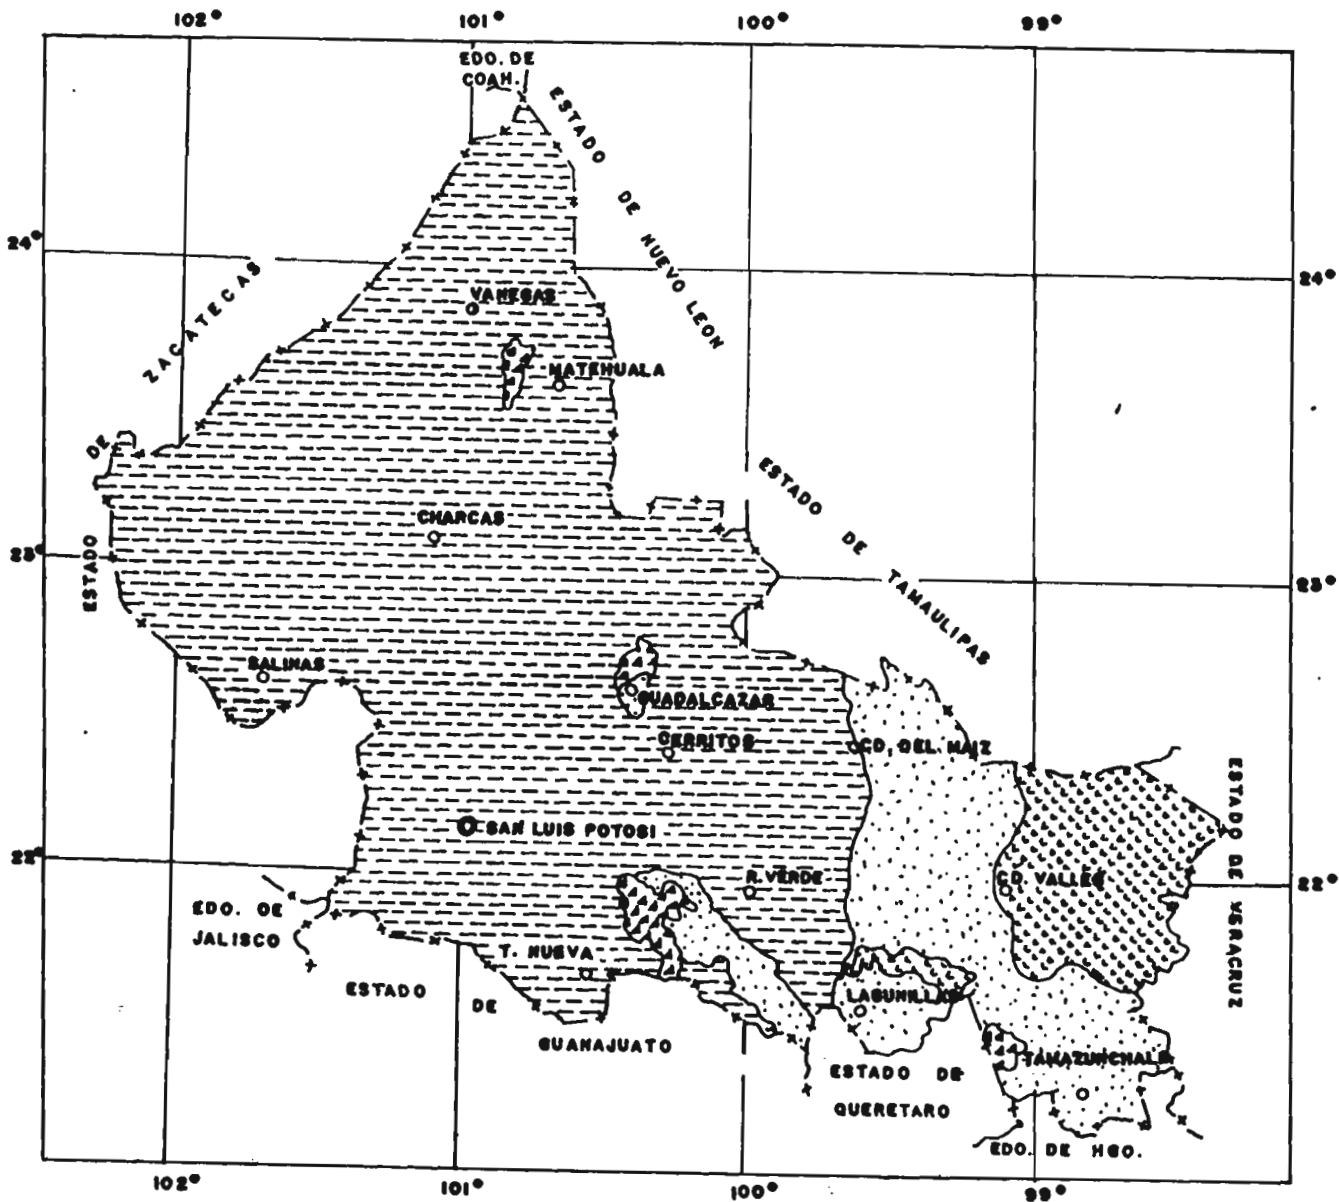 102° 101° 100° 99°
EDO. DE
COAH.
ESTADO DE NUEVO LEON
24° 24°
ZACATECAS
VANEGAS
MATEHUALA
DE
ESTADO DE TAMAULIPAS
CHARCAS
23° 23°
ESTADO
SALINAS
GUADALCAZAR
CERRITOS
CD. DEL MAIZ
ESTADO DE VERACRUZ
SAN LUIS POTOSI
22° 22°
R. VERDE
CD. VALLES
EDO. DE
JALISCO
T. NUEVA
LAGUNILLAS
ESTADO DE
GUANAJUATO
TAMAZUNCHALE
ESTADO DE
QUERETARO
EDO. DE HGO.
102° 101° 100° 99°